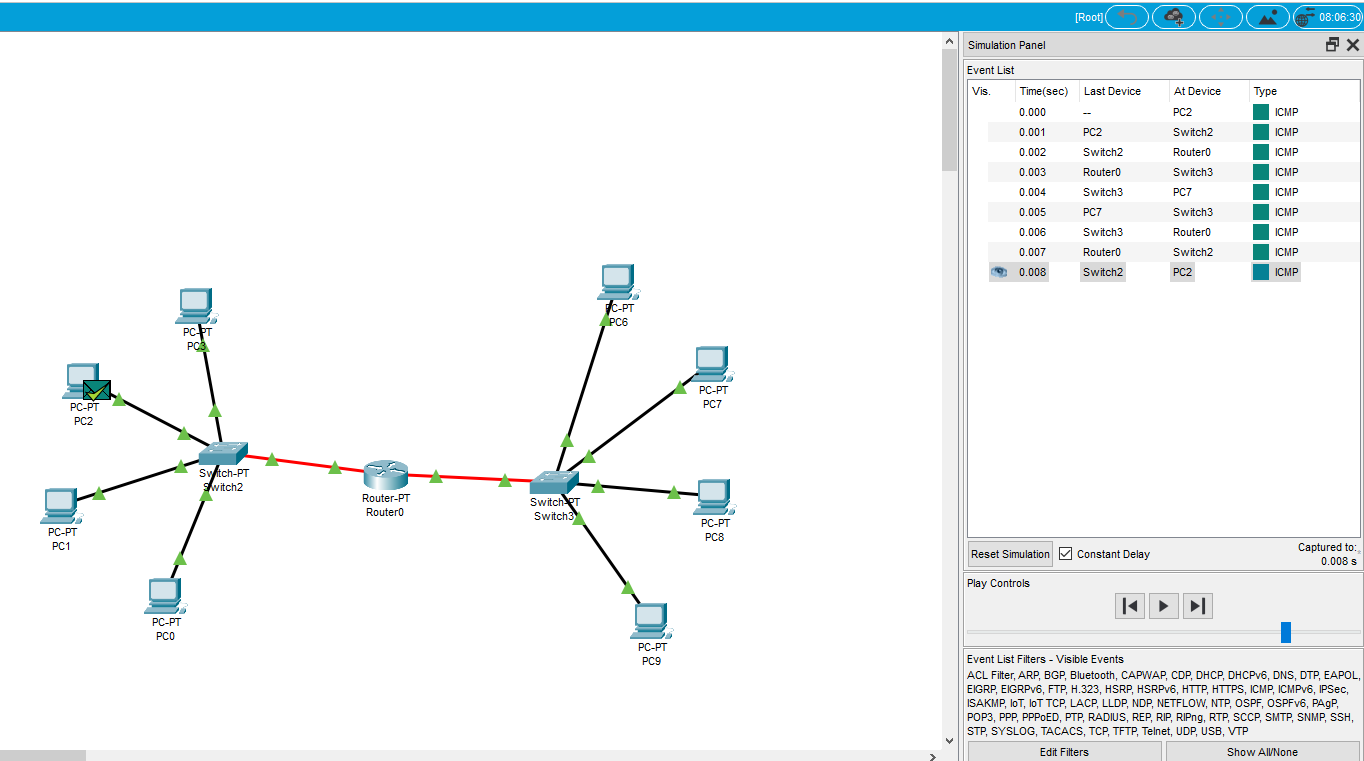 [Root]
08:06:30
Simulation Panel
Event List
Vis. Time(sec) Last Device At Device Type
0.000 -- PC2 ICMP
0.001 PC2 Switch2 ICMP
0.002 Switch2 Router0 ICMP
0.003 Router0 Switch3 ICMP
0.004 Switch3 PC7 ICMP
0.005 PC7 Switch3 ICMP
0.006 Switch3 Router0 ICMP
0.007 Router0 Switch2 ICMP
0.008 Switch2 PC2 ICMP
PC-PT
PC3
PC-PT
PC2
PC-PT
PC1
PC-PT
PC0
Switch-PT
Switch2
Router-PT
Router0
Switch-PT
Switch3
PC-PT
PC6
PC-PT
PC7
PC-PT
PC8
PC-PT
PC9
Reset Simulation
Constant Delay
Captured to:
0.008 s
Play Controls
Event List Filters - Visible Events
ACL Filter, ARP, BGP, Bluetooth, CAPWAP, CDP, DHCP, DHCPv6, DNS, DTP, EAPOL,
EIGRP, EIGRPv6, FTP, H.323, HSRP, HSRPv6, HTTP, HTTPS, ICMP, ICMPv6, IPSec,
ISAKMP, IoT, IoT TCP, LACP, LLDP, NDP, NETFLOW, NTP, OSPF, OSPFv6, PAgP,
POP3, PPP, PPPoED, PTP, RADIUS, REP, RIP, RIPng, RTP, SCCP, SMTP, SNMP, SSH,
STP, SYSLOG, TACACS, TCP, TFTP, Telnet, UDP, USB, VTP
Edit Filters
Show All/None